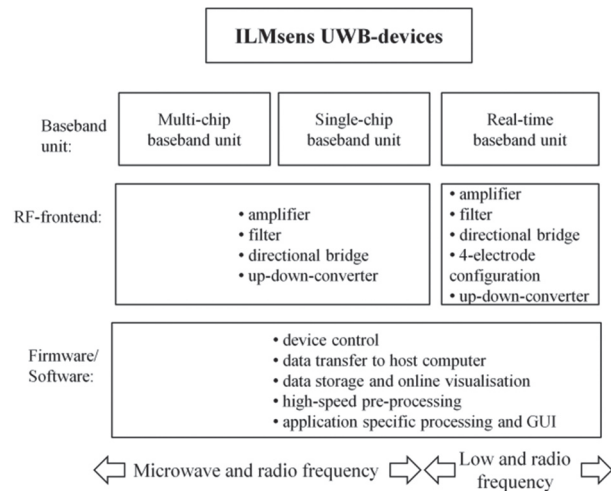 ILMsens UWB-devices
Baseband
unit:
Multi-chip
baseband unit
Single-chip
baseband unit
Real-time
baseband unit
RF-frontend:
• amplifier
• filter
• directional bridge
• up-down-converter
• amplifier
• filter
• directional bridge
• 4-electrode
configuration
• up-down-converter
Firmware/
Software:
• device control
• data transfer to host computer
• data storage and online visualisation
• high-speed pre-processing
• application specific processing and GUI
Microwave and radio frequency
Low and radio
frequency